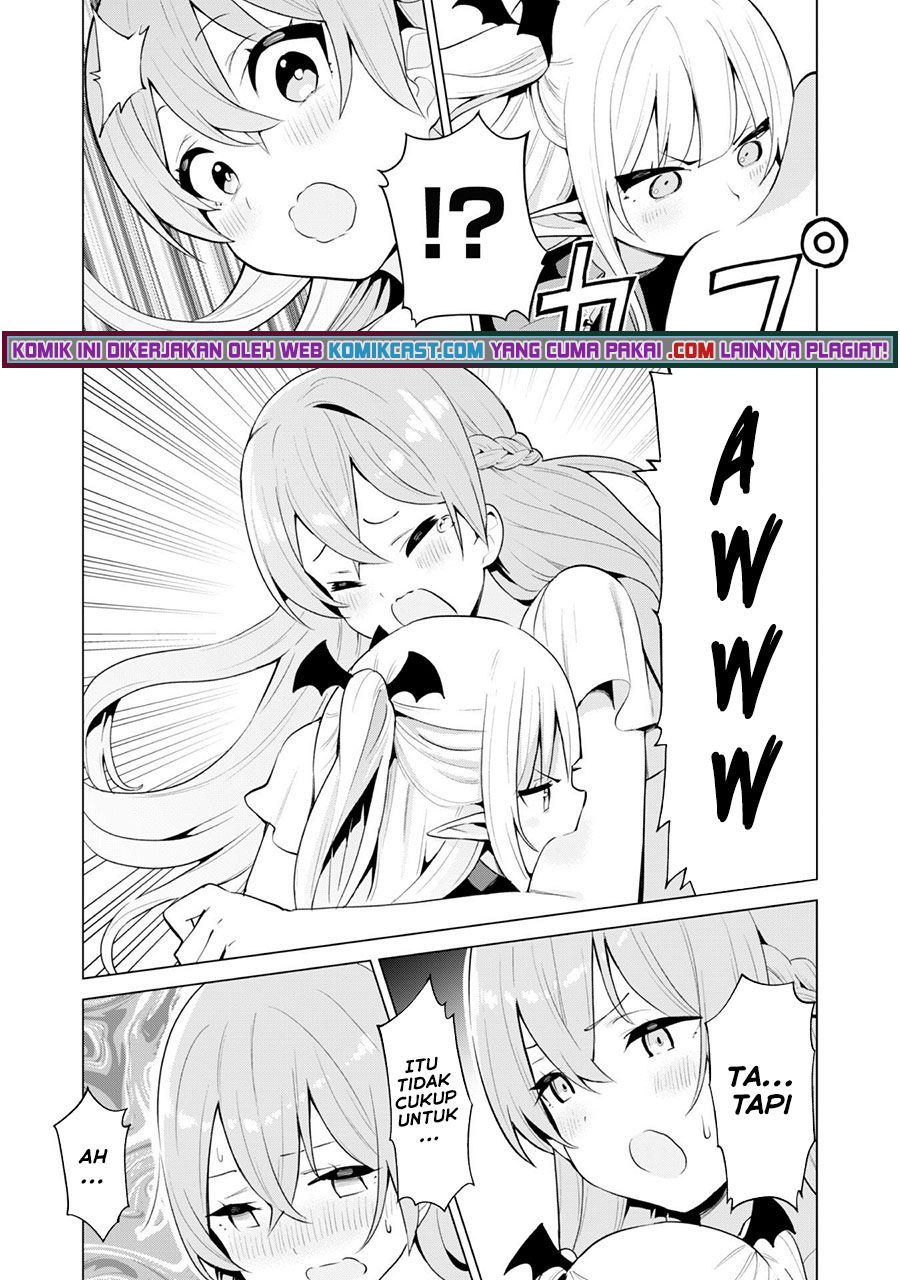 カプ
!?
KOMIK INI DIKERJAKAN OLEH WEB KOMIKCAST.COM YANG CUMA PAKAI .COM LAINNYA PLAGIAT!
A
W
W
W
TA...
TAPI
ITU
TIDAK
CUKUP
UNTUK
...
AH
...